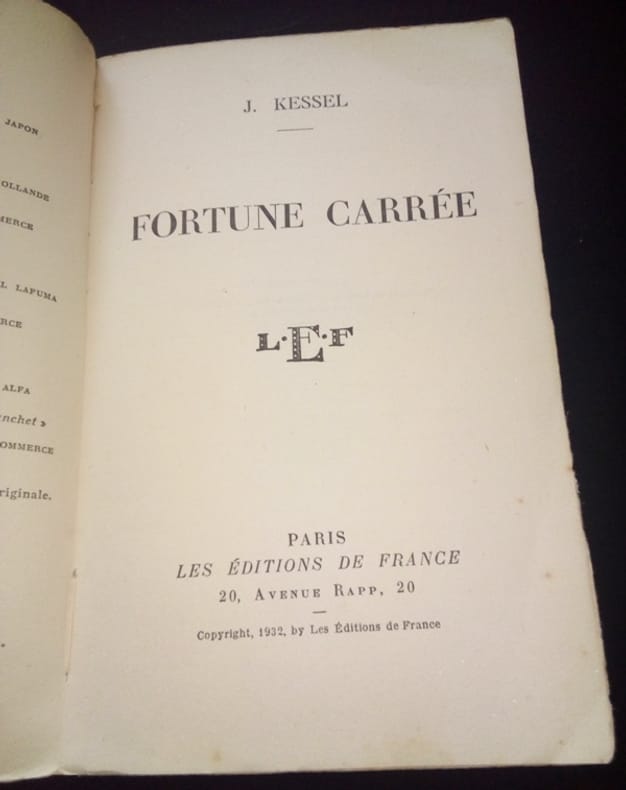 JAPON
OLLANDE
MERCE
L LAFUMA
RCE
ALFA
nchet »
OMMERCE
riginale.
J. KESSEL
FORTUNE CARRÉE
L·E·F
PARIS
LES ÉDITIONS DE FRANCE
20, AVENUE RAPP, 20
Copyright, 1932, by Les Éditions de France